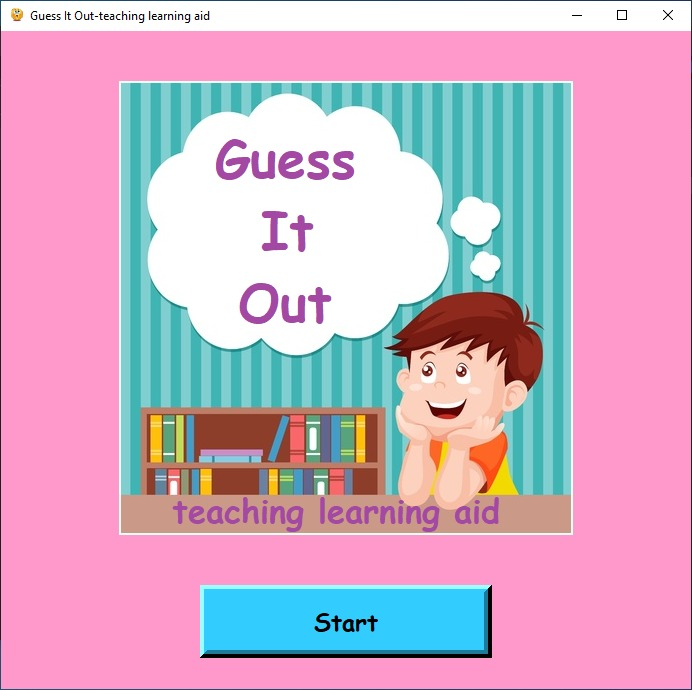 Guess It Out-teaching learning aid
Guess
It
Out
teaching learning aid
Start